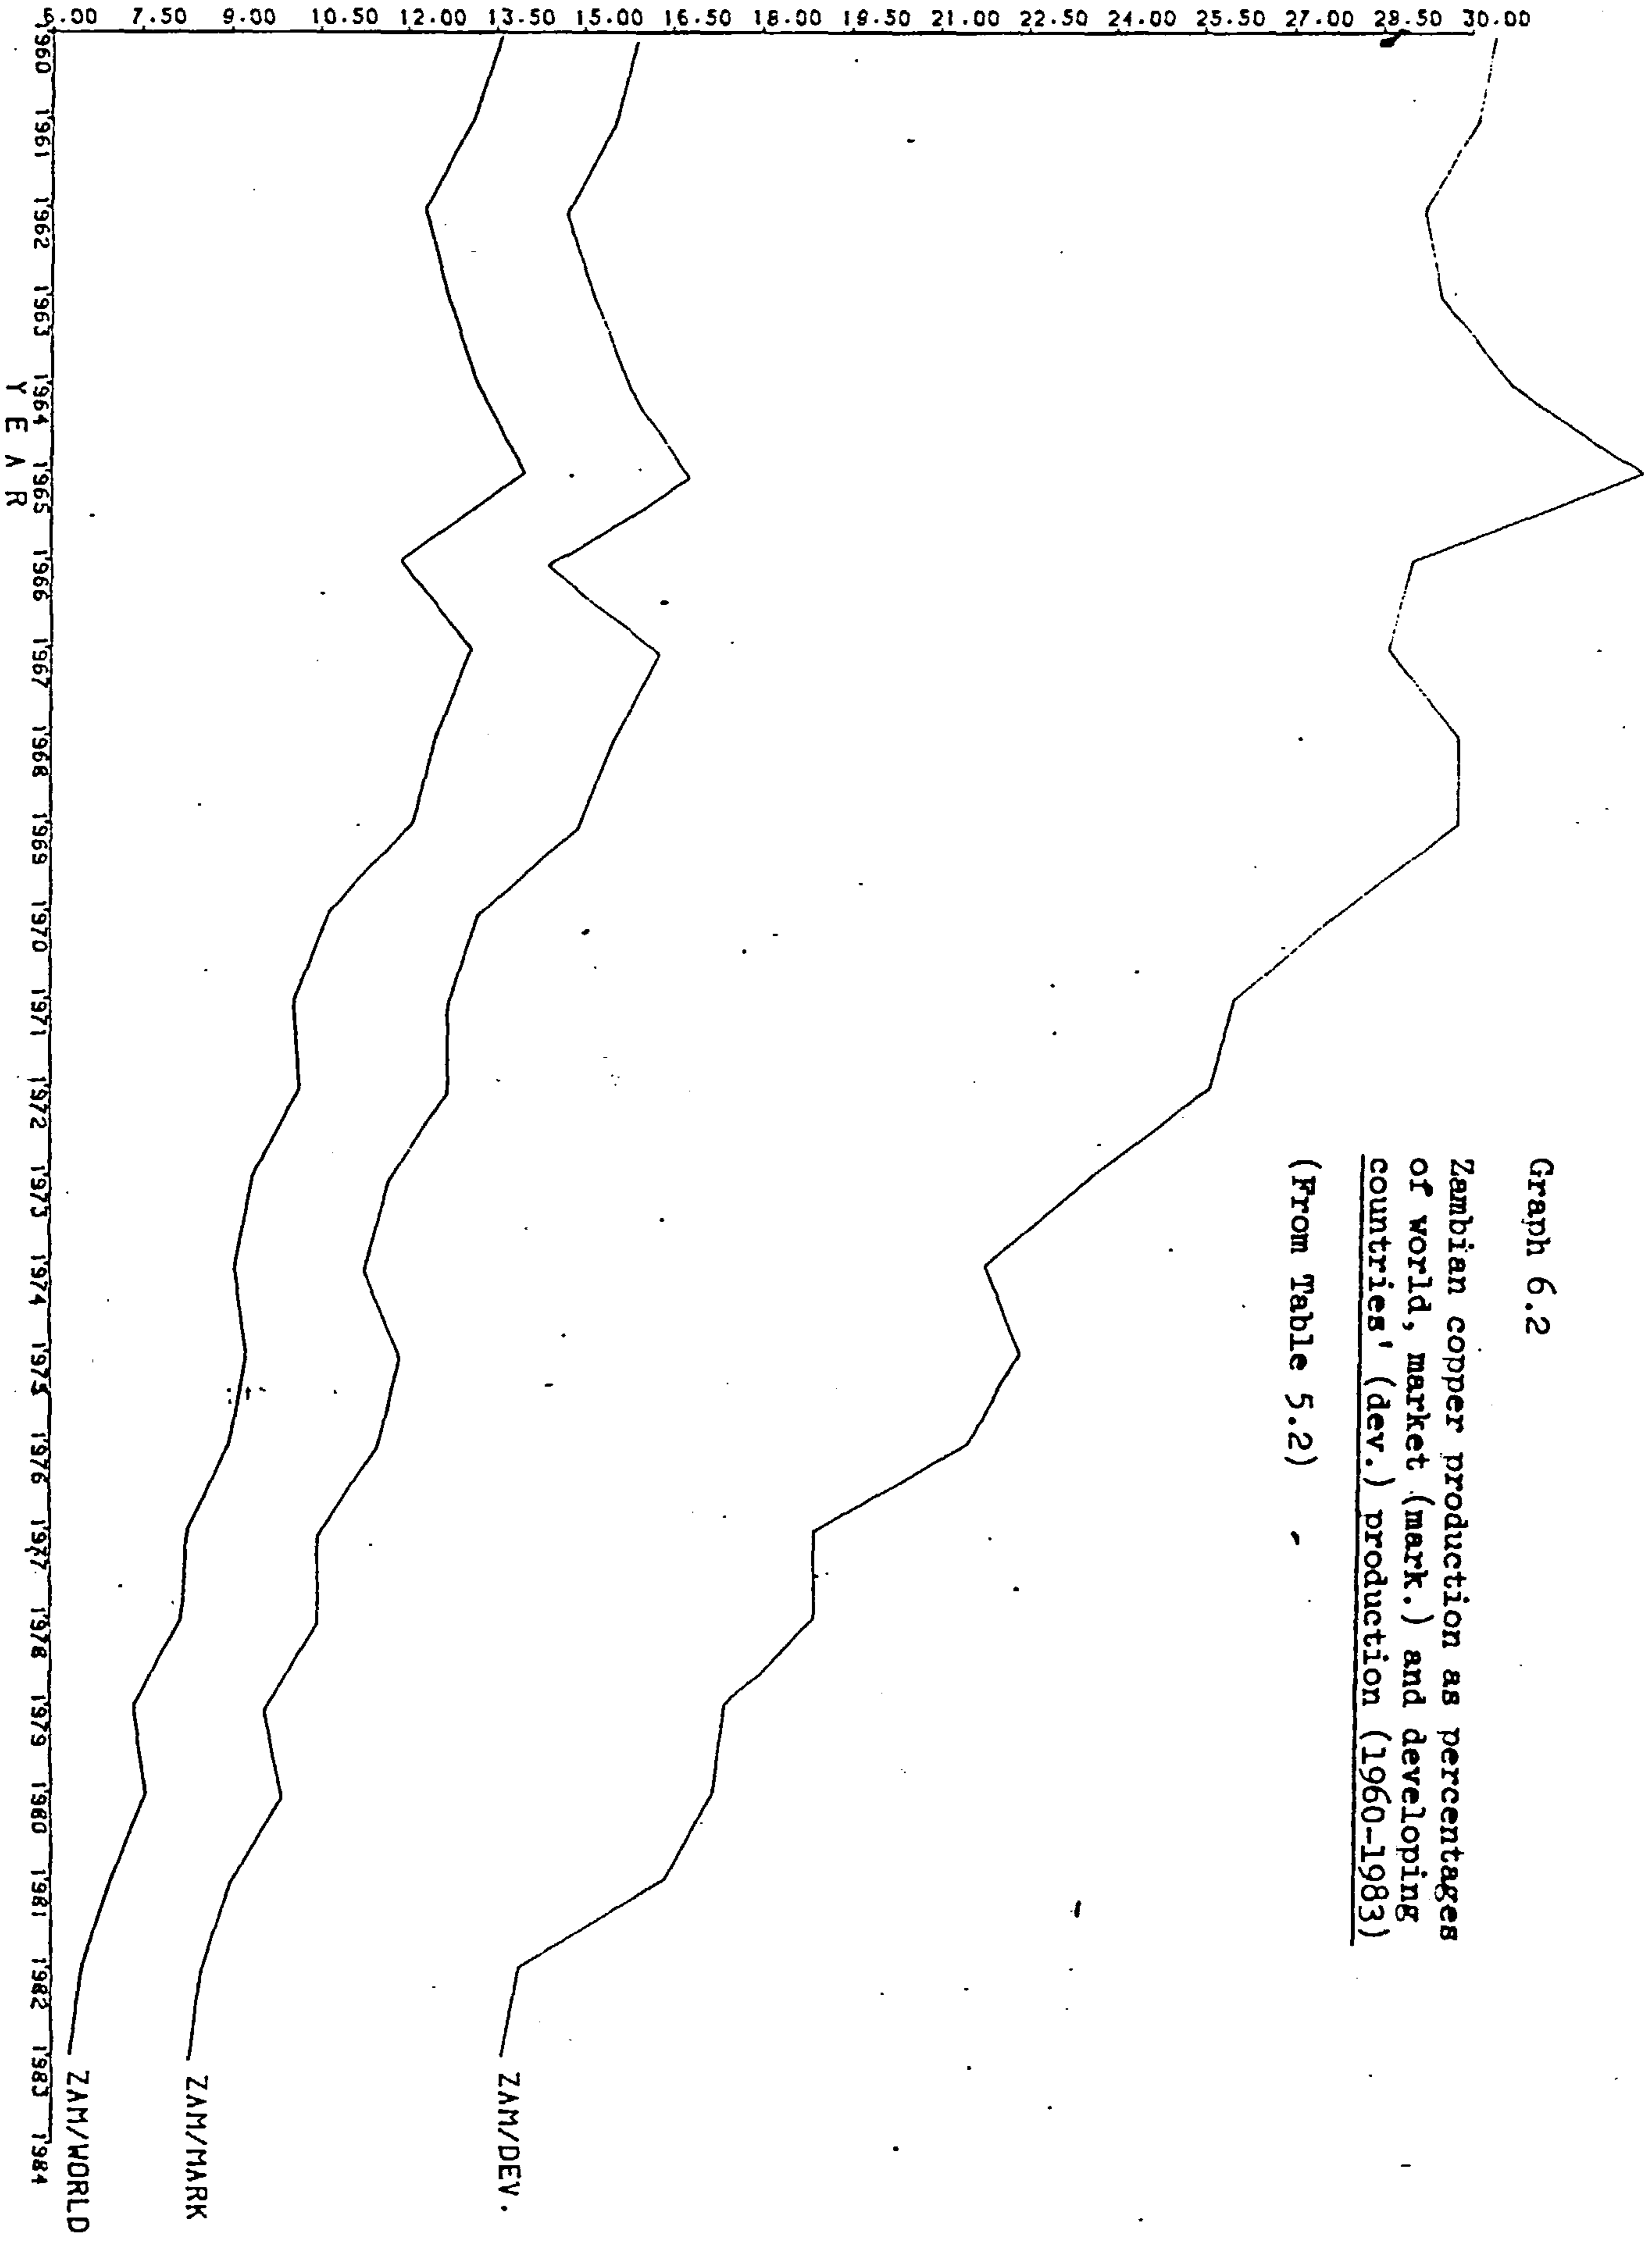 Graph 6.2
Zambian copper production as percentages
of world, market (mark.) and developing
countries' (dev.) production (1960-1983)
(From Table 5.2)
6.00 7.50 9.00 10.50 12.00 13.50 15.00 16.50 18.00 19.50 21.00 22.50 24.00 25.50 27.00 28.50 30.00
1960 1961 1962 1963 1964 1965 1966 1967 1968 1969 1970 1971 1972 1973 1974 1975 1976 1977 1978 1979 1980 1981 1982 1983 1984
YEAR
ZAM/DEV.
ZAM/MARK
ZAM/WORLD